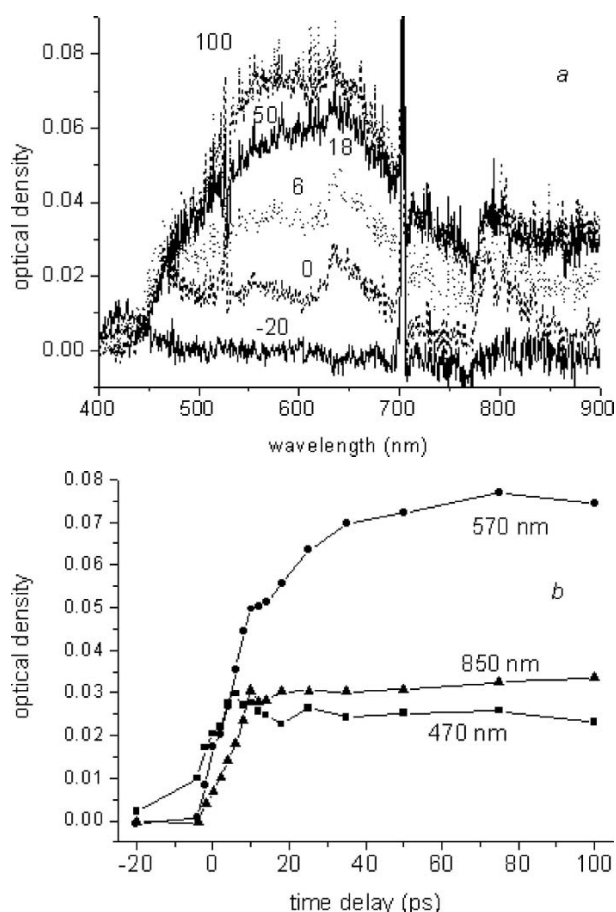 0.08
0.06
0.04
0.02
0.00
optical density
100
50
18
6
0
-20
a
400 500 600 700 800 900
wavelength (nm)
0.08
0.07
0.06
0.05
0.04
0.03
0.02
0.01
0.00
optical density
570 nm
b
850 nm
470 nm
-20 0 20 40 60 80 100
time delay (ps)